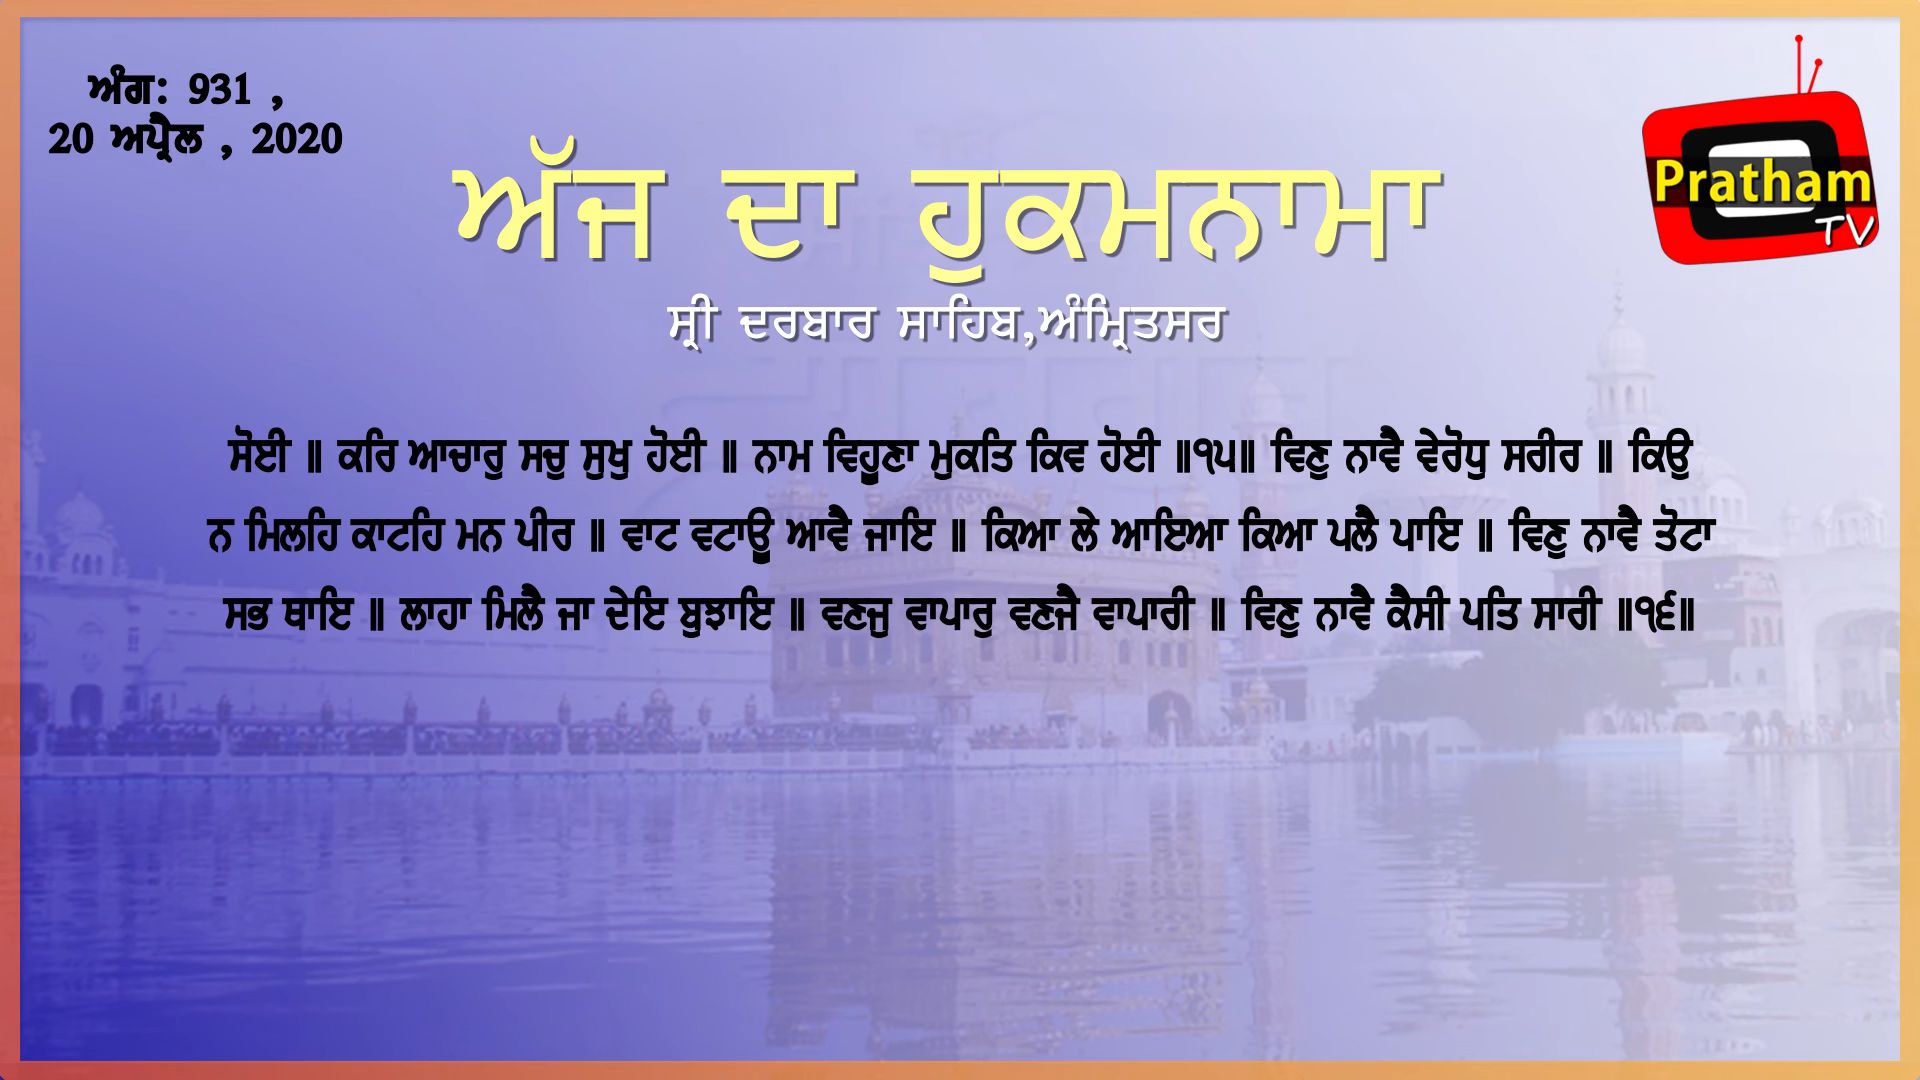 ਅੰਗ: 931 ,
20 ਅਪ੍ਰੈਲ , 2020
ਅੱਜ ਦਾ ਹੁਕਮਨਾਮਾ
ਸ੍ਰੀ ਦਰਬਾਰ ਸਾਹਿਬ,ਅੰਮ੍ਰਿਤਸਰ
Pratham
TV
ਸੋਈ ॥ ਕਰਿ ਆਚਾਰੁ ਸਚੁ ਸੁਖੁ ਹੋਈ ॥ ਨਾਮ ਵਿਹੂਣਾ ਮੁਕਤਿ ਕਿਵ ਹੋਈ ॥੧੫॥ ਵਿਣੁ ਨਾਵੈ ਵੇਰੋਧੁ ਸਰੀਰ ॥ ਕਿਉ
ਨ ਮਿਲਹਿ ਕਾਟਹਿ ਮਨ ਪੀਰ ॥ ਵਾਟ ਵਟਾਊ ਆਵੈ ਜਾਇ ॥ ਕਿਆ ਲੇ ਆਇਆ ਕਿਆ ਪਲੈ ਪਾਇ ॥ ਵਿਣੁ ਨਾਵੈ ਤੋਟਾ
ਸਭ ਥਾਇ ॥ ਲਾਹਾ ਮਿਲੈ ਜਾ ਦੇਇ ਬੁਝਾਇ ॥ ਵਣਜੁ ਵਾਪਾਰੁ ਵਣਜੈ ਵਾਪਾਰੀ ॥ ਵਿਣੁ ਨਾਵੈ ਕੈਸੀ ਪਤਿ ਸਾਰੀ ॥੧੬॥